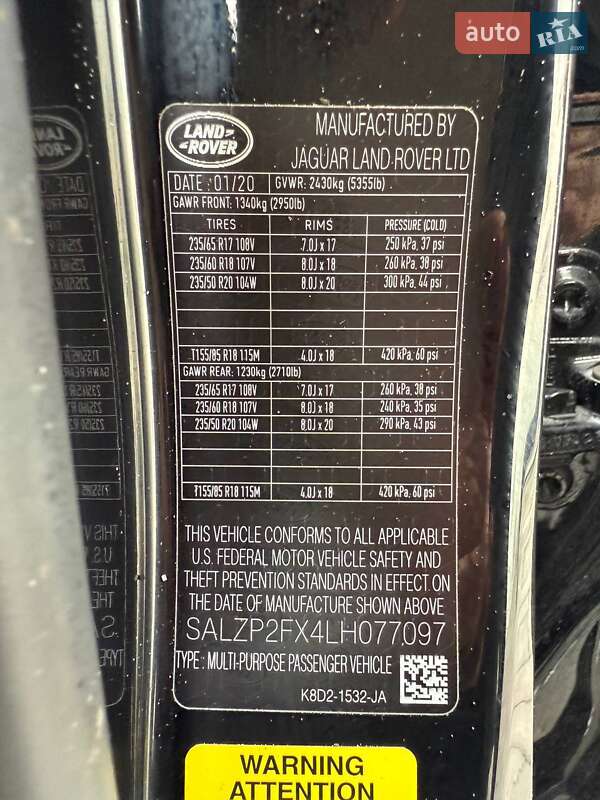 auto RIA.com
LAND ROVER
MANUFACTURED BY
JAGUAR LAND ROVER LTD
DATE : 01/20 GVWR: 2430kg (5355lb)
GAWR FRONT: 1340kg (2950lb)
TIRES RIMS PRESSURE (COLD)
235/65 R17 108V 7.0J x 17 250 kPa, 37 psi
235/60 R18 107V 8.0J x 18 260 kPa, 38 psi
235/50 R20 104W 8.0J x 20 300 kPa, 44 psi
T155/85 R18 115M 4.0J x 18 420 kPa, 60 psi
GAWR REAR: 1230kg (2710lb)
235/65 R17 108V 7.0J x 17 260 kPa, 38 psi
235/60 R18 107V 8.0J x 18 240 kPa, 35 psi
235/50 R20 104W 8.0J x 20 290 kPa, 43 psi
T155/85 R18 115M 4.0J x 18 420 kPa, 60 psi
THIS VEHICLE CONFORMS TO ALL APPLICABLE
U.S. FEDERAL MOTOR VEHICLE SAFETY AND
THEFT PREVENTION STANDARDS IN EFFECT ON
THE DATE OF MANUFACTURE SHOWN ABOVE
SALZP2FX4LH077097
TYPE : MULTI-PURPOSE PASSENGER VEHICLE
K8D2-1532-JA
WARNING
ATTENTION